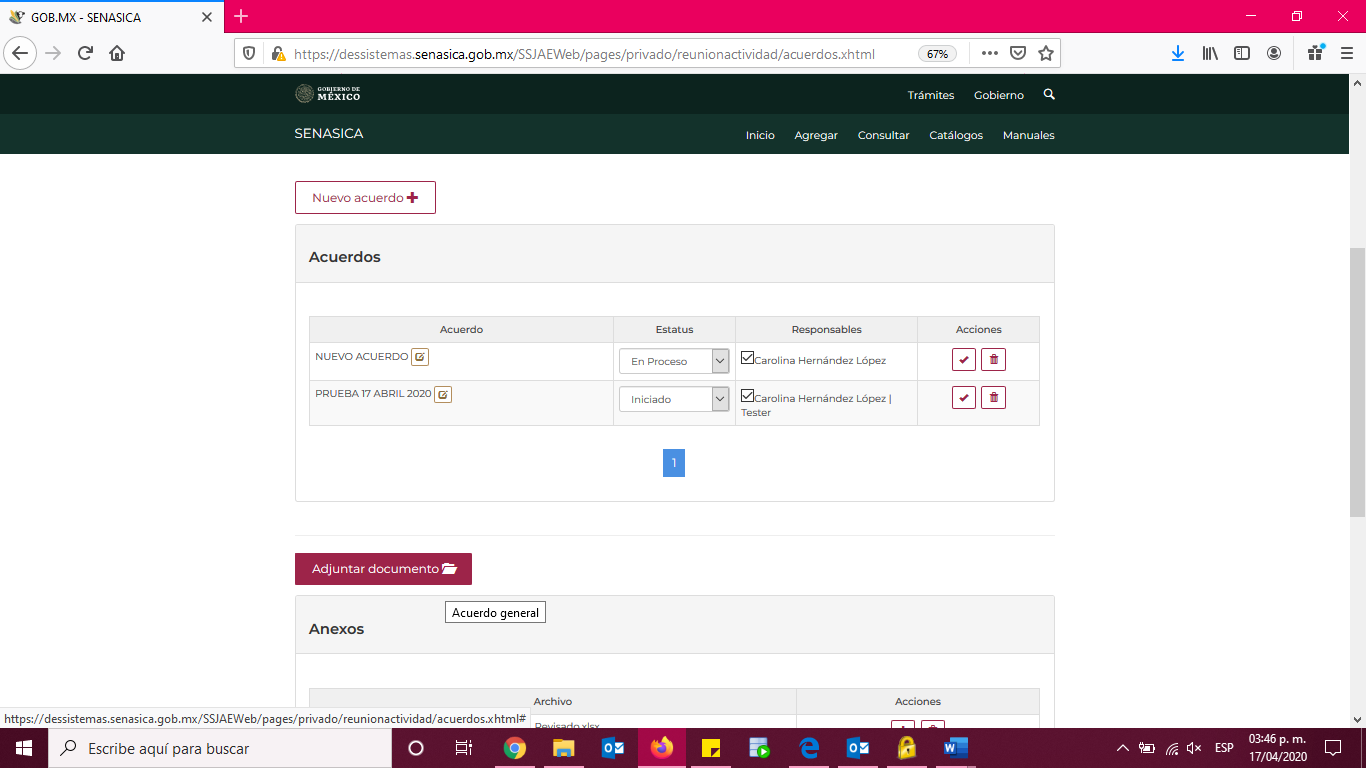 GOB.MX - SENASICA
https://dessistemas.senasica.gob.mx/SSJAEWeb/pages/privado/reunionactividad/acuerdos.xhtml
67%
GOBIERNO DE
MÉXICO
Trámites Gobierno
SENASICA
Inicio Agregar Consultar Catálogos Manuales
Nuevo acuerdo
Acuerdos
Acuerdo Estatus Responsables Acciones
NUEVO ACUERDO En Proceso Carolina Hernández López
PRUEBA 17 ABRIL 2020 Iniciado Carolina Hernández López |
Tester
1
Adjuntar documento
Acuerdo general
Anexos
Archivo Acciones
Revisado.xlsx
https://dessistemas.senasica.gob.mx/SSJAEWeb/pages/privado/reunionactividad/acuerdos.xhtml#
Escribe aquí para buscar
ESP
03:46 p. m.
17/04/2020